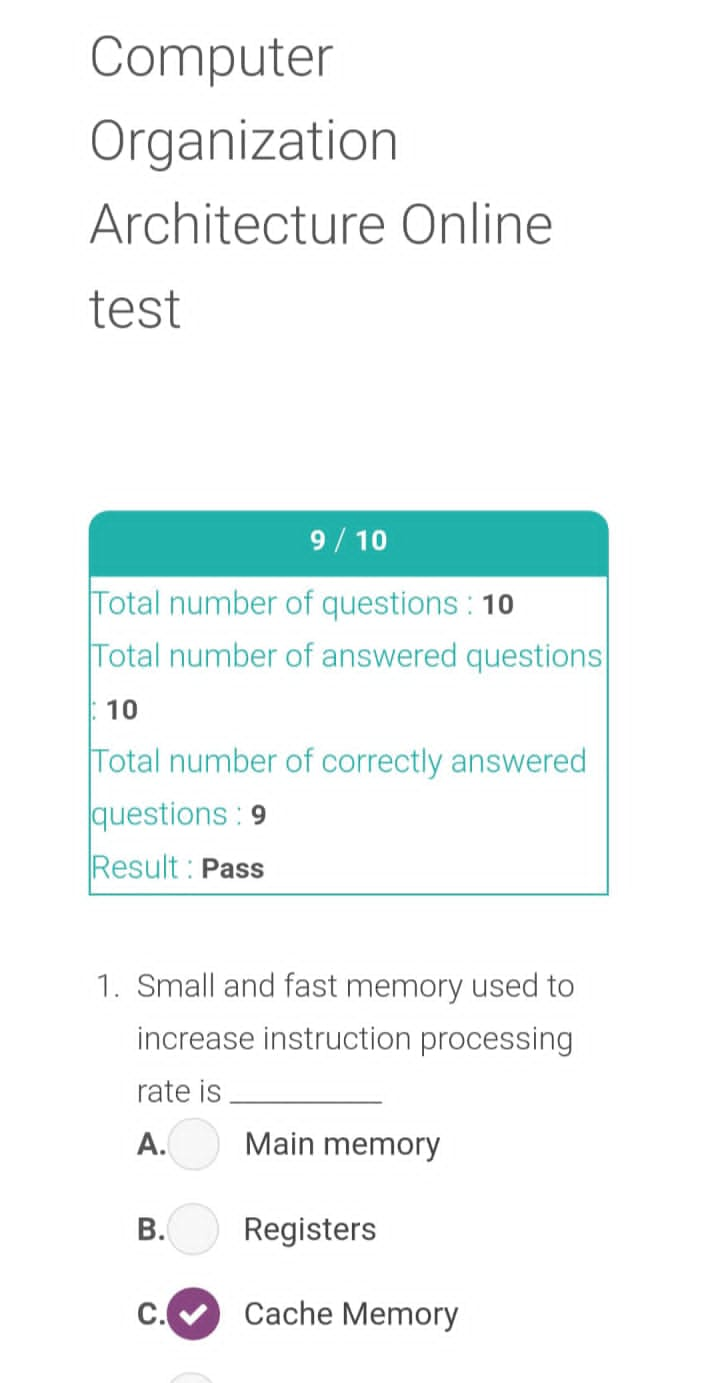 Computer
Organization
Architecture Online
test
9 / 10
Total number of questions : 10
Total number of answered questions
: 10
Total number of correctly answered
questions : 9
Result : Pass
1. Small and fast memory used to
increase instruction processing
rate is __________
A. Main memory
B. Registers
C. Cache Memory